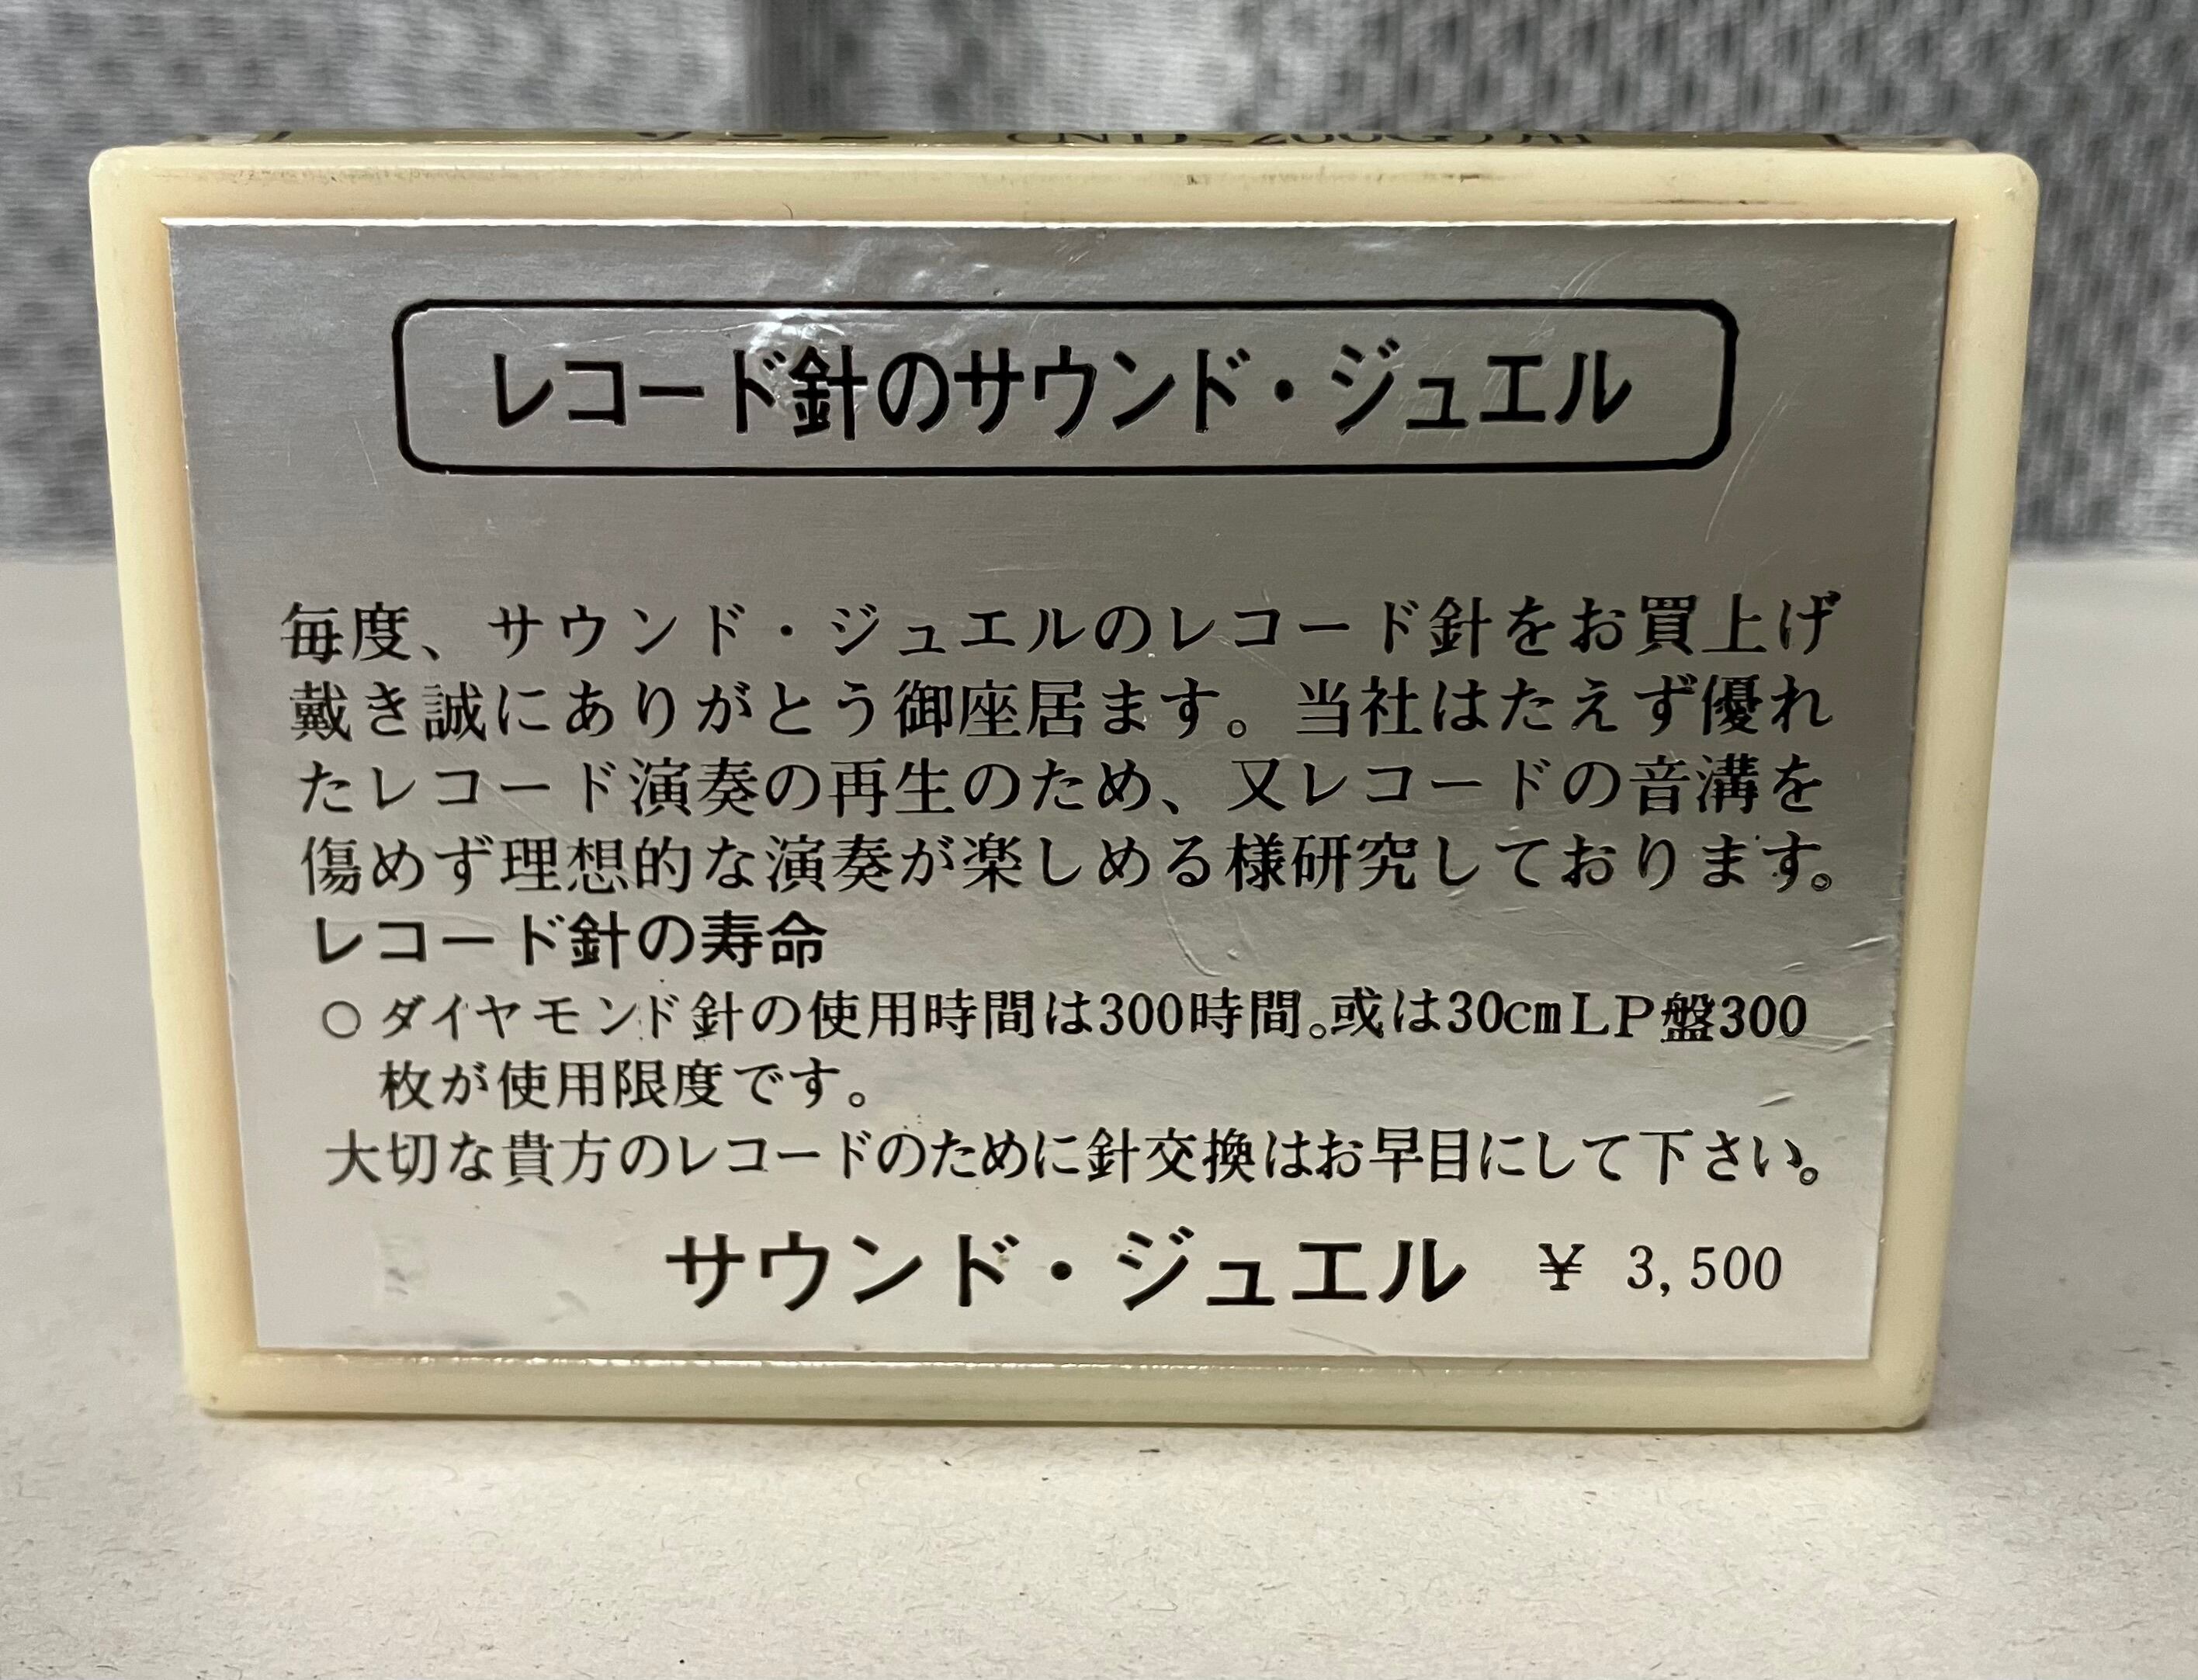 (ND-200G)用
レコード針のサウンド・ジュエル
毎度、サウンド・ジュエルのレコード針をお買上げ
戴き誠にありがとう御座居ます。当社はたえず優れ
たレコード演奏の再生のため、又レコードの音溝を
傷めず理想的な演奏が楽しめる様研究しております。
レコード針の寿命
○ダイヤモンド針の使用時間は300時間。或は30cmLP盤300
枚が使用限度です。
大切な貴方のレコードのために針交換はお早目にして下さい。
サウンド・ジュエル ¥ 3,500